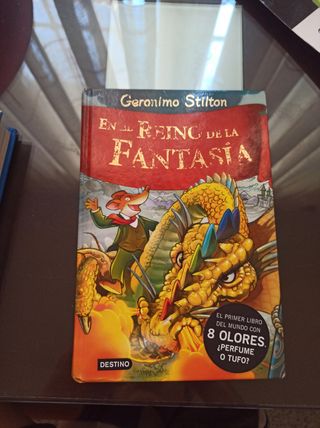 Geronimo Stilton
EN EL REINO DE LA
FANTASÍA
EL PRIMER LIBRO
DEL MUNDO CON
8 OLORES
¿PERFUME
O TUFO?
DESTINO